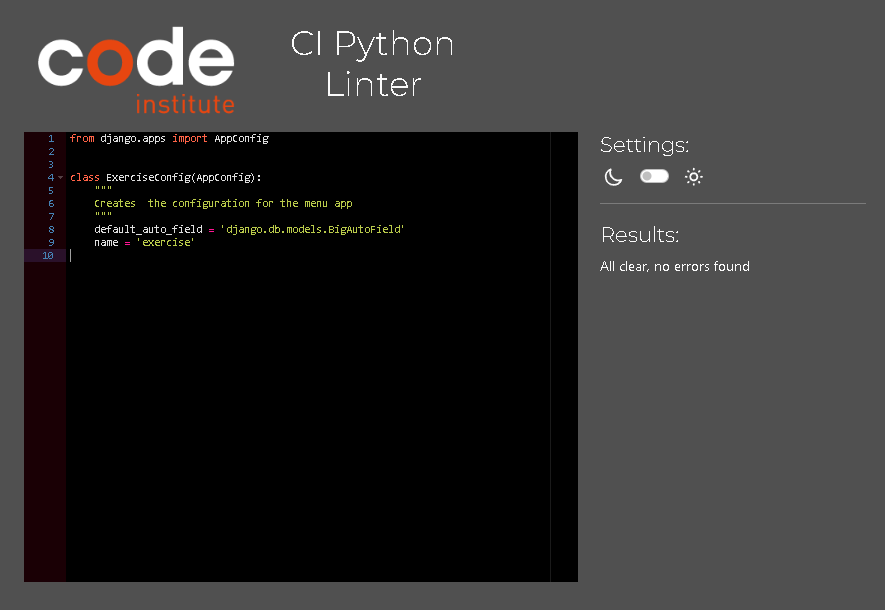 code
institute
CI Python
Linter
1 from django.apps import AppConfig
2
3
4 class ExerciseConfig(AppConfig):
5     """
6     Creates  the configuration for the menu app
7     """
8     default_auto_field = 'django.db.models.BigAutoField'
9     name = 'exercise'
10
Settings:
Results:
All clear, no errors found